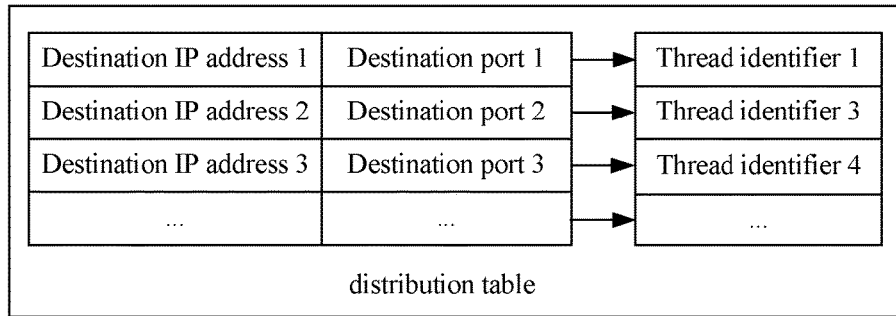 Destination IP address 1 Destination port 1 Thread identifier 1
Destination IP address 2 Destination port 2 Thread identifier 3
Destination IP address 3 Destination port 3 Thread identifier 4
... ... ...
distribution table